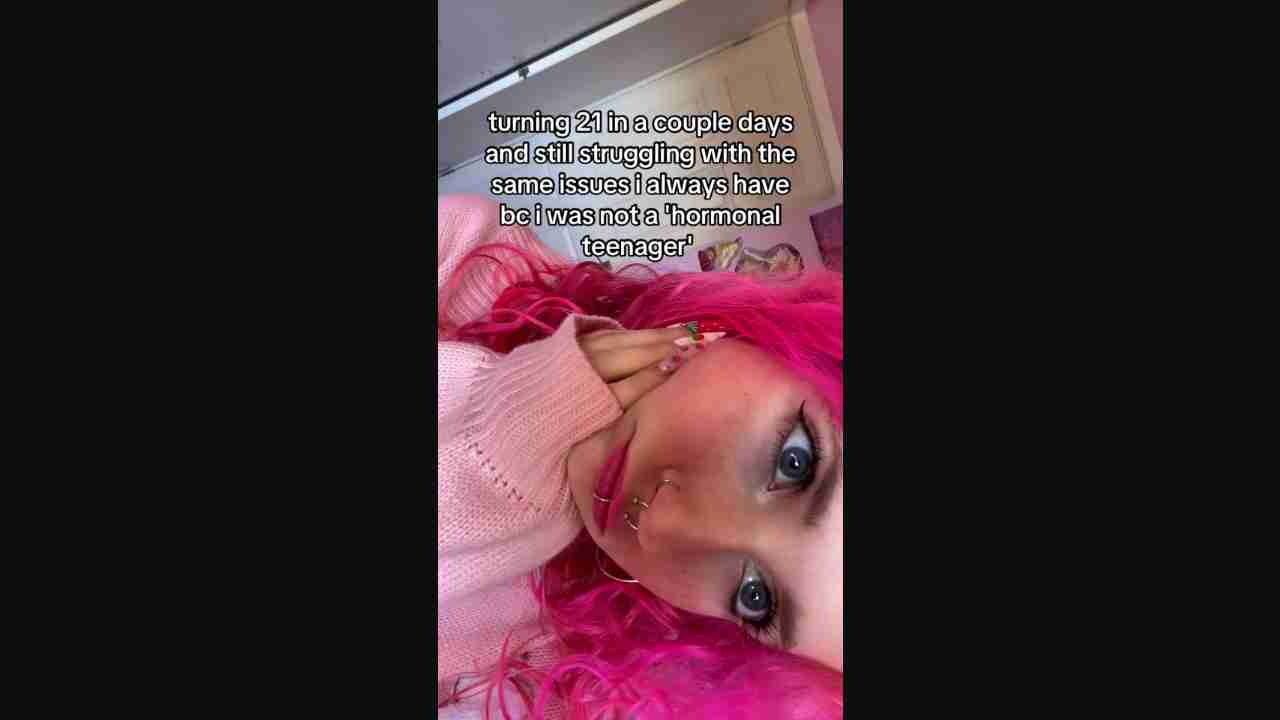 turning 21 in a couple days
and still struggling with the
same issues i always have
bc i was not a 'hormonal
teenager'